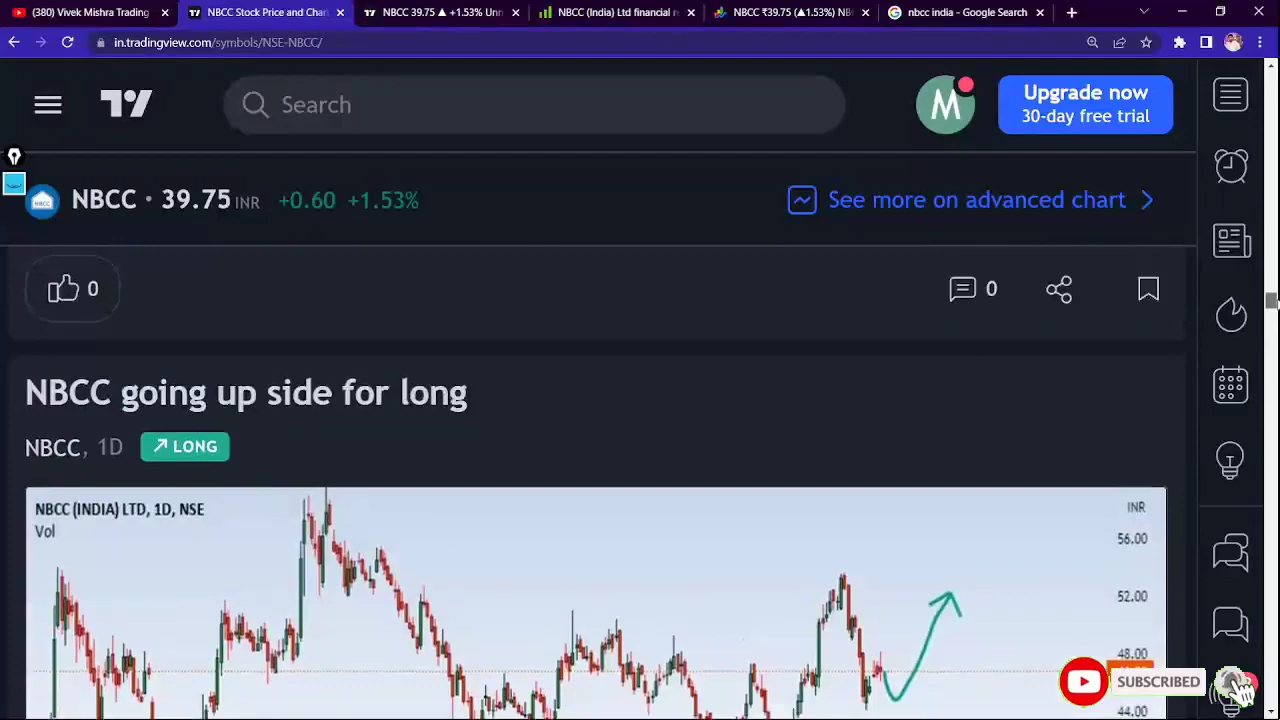 (380) Vivek Mishra Trading
NBCC Stock Price and Char
NBCC 39.75 ▲ +1.53% Unn
NBCC (India) Ltd financial r
NBCC ₹39.75 (▲1.53%) NB
nbcc india - Google Search
in.tradingview.com/symbols/NSE-NBCC/
Search
M
Upgrade now
30-day free trial
NBCC • 39.75 INR +0.60 +1.53%
See more on advanced chart
0
0
NBCC going up side for long
NBCC, 1D LONG
NBCC (INDIA) LTD, 1D, NSE
INR
Vol
56.00
52.00
48.00
SUBSCRIBED
44.00